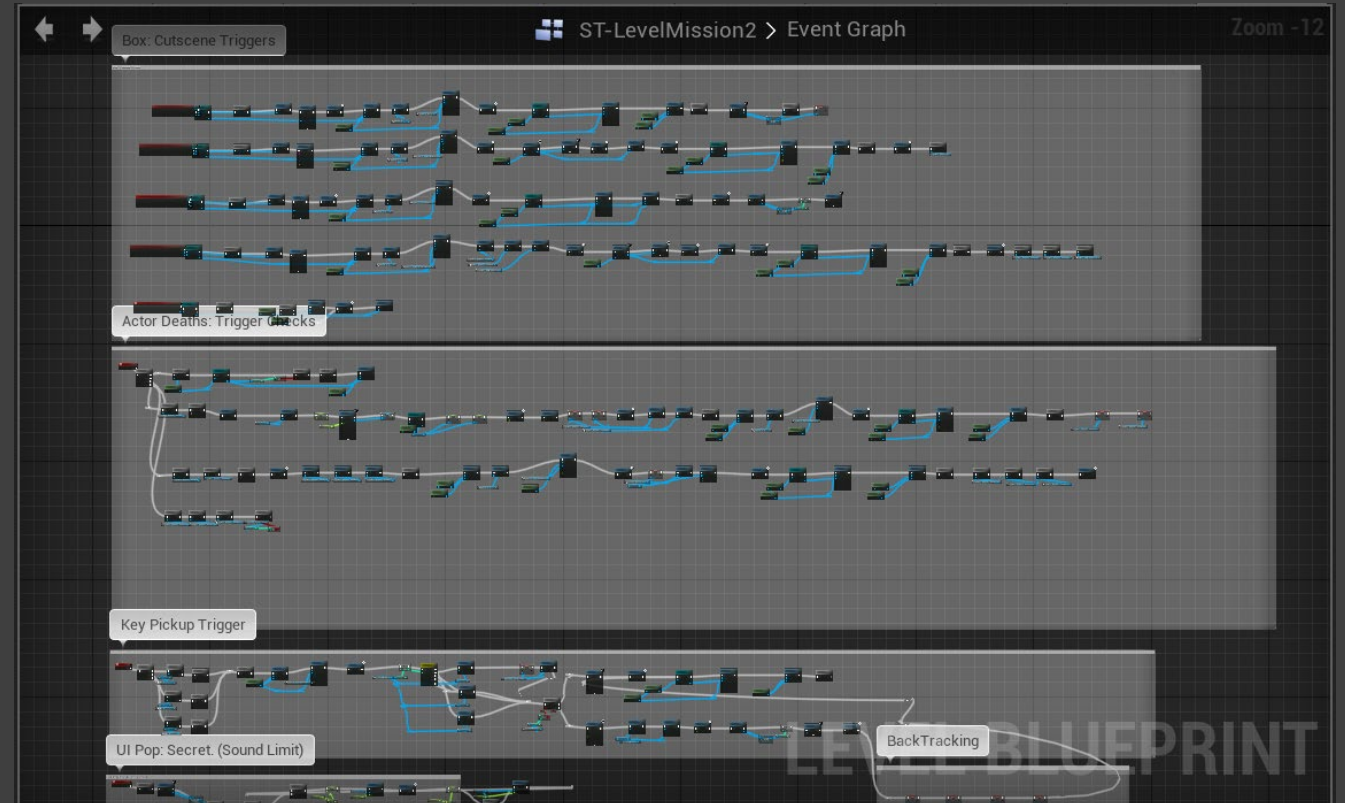 Box: Cutscene Triggers
ST-LevelMission2 > Event Graph
Zoom -12
Actor Deaths: Trigger Checks
Key Pickup Trigger
UI Pop: Secret. (Sound Limit)
BackTracking
LEVEL BLUEPRINT